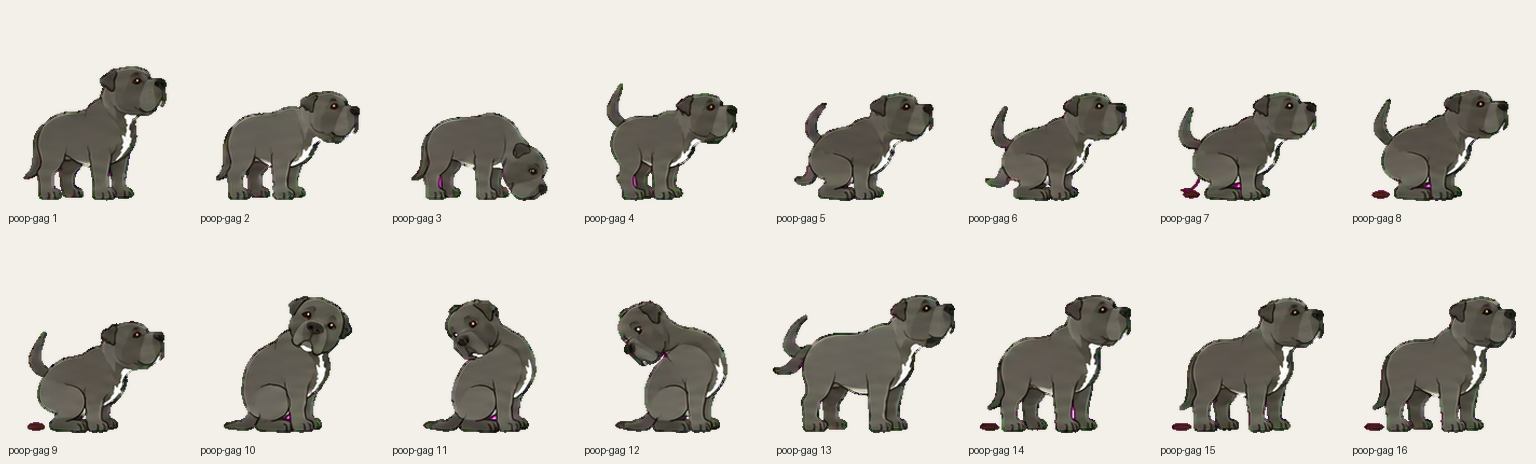 poop-gag 1
poop-gag 2
poop-gag 3
poop-gag 4
poop-gag 5
poop-gag 6
poop-gag 7
poop-gag 8
poop-gag 9
poop-gag 10
poop-gag 11
poop-gag 12
poop-gag 13
poop-gag 14
poop-gag 15
poop-gag 16